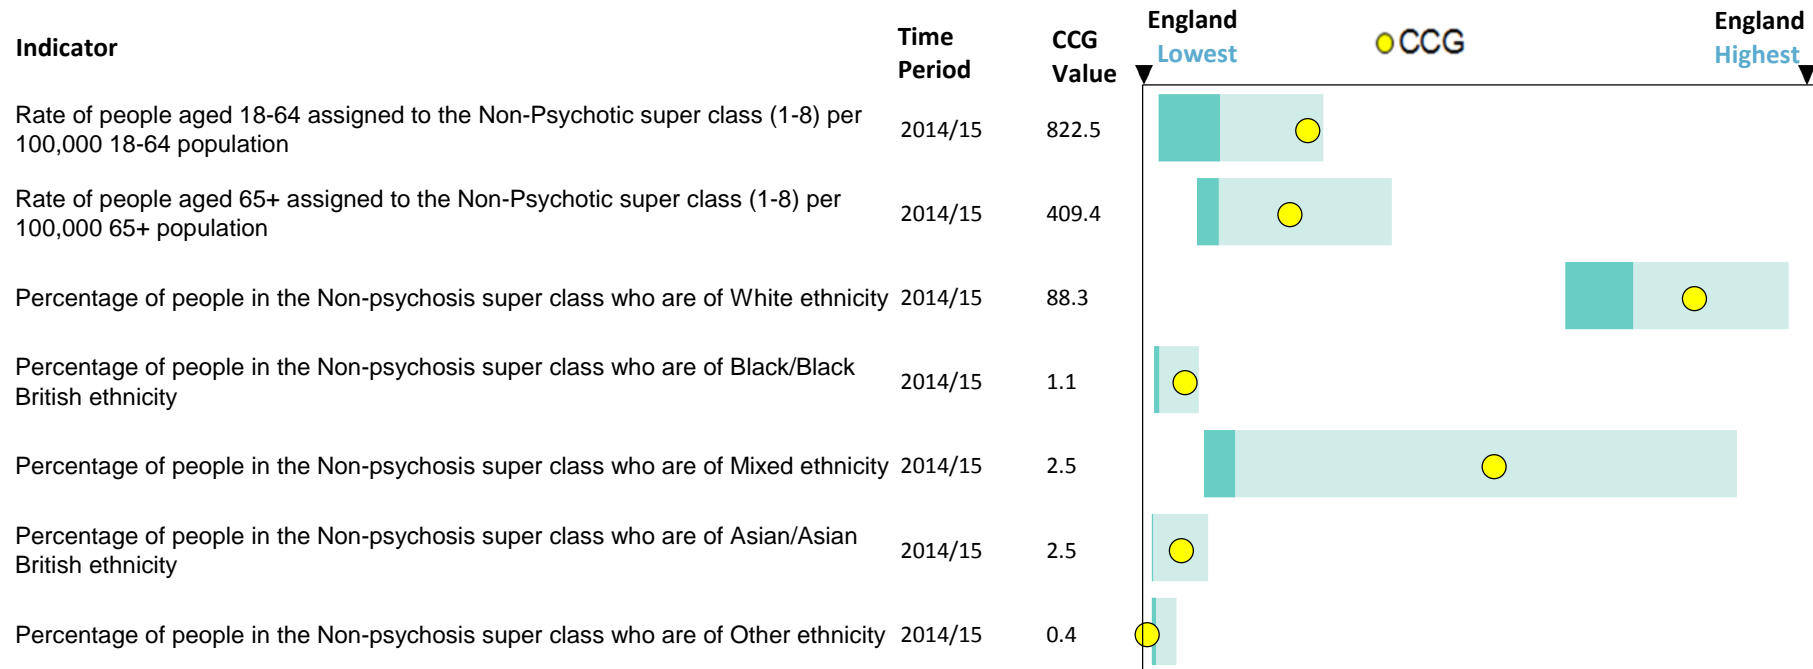 Indicator
Time Period
CCG Value
England Lowest
CCG
England Highest
Rate of people aged 18-64 assigned to the Non-Psychotic super class (1-8) per
100,000 18-64 population
2014/15
822.5
Rate of people aged 65+ assigned to the Non-Psychotic super class (1-8) per
100,000 65+ population
2014/15
409.4
Percentage of people in the Non-psychosis super class who are of White ethnicity
2014/15
88.3
Percentage of people in the Non-psychosis super class who are of Black/Black
British ethnicity
2014/15
1.1
Percentage of people in the Non-psychosis super class who are of Mixed ethnicity
2014/15
2.5
Percentage of people in the Non-psychosis super class who are of Asian/Asian
British ethnicity
2014/15
2.5
Percentage of people in the Non-psychosis super class who are of Other ethnicity
2014/15
0.4